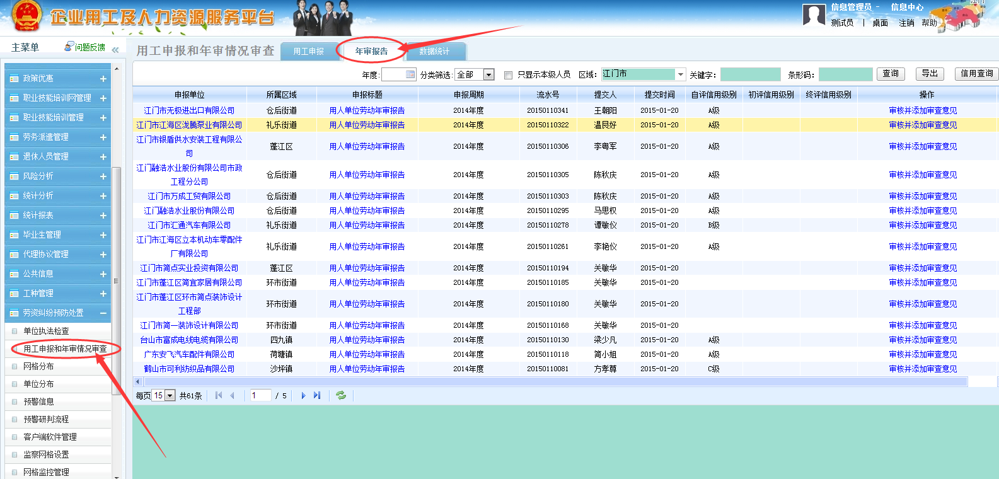 企业用工及人力资源服务平台
信息管理员 - 信息中心
测试员 | 桌面 注销 帮助
江门
主菜单 问题反馈
政策优惠
职业技能培训网管理
职业技能培训管理
劳务派遣管理
退休人员管理
风险分析
统计分析
统计报表
毕业生管理
代理协议管理
公共信息
工种管理
劳资纠纷预防处置
单位执法检查
用工申报和年审情况审查
网格分布
单位分布
预警信息
预警研判流程
客户端软件管理
监察网格设置
网格监控管理
用工申报和年审情况审查 用工申报 年审报告 数据统计
年度: 分类筛选: 全部 只显示本级人员 区域: 江门市 关键字: 条形码: 查询 导出 信用查询
申报单位 所属区域 申报标题 申报周期 流水号 提交人 提交时间 自评信用级别 初评信用级别 终评信用级别 操作
江门市无极进出口有限公司 仓后街道 用人单位劳动年审报告 2014年度 20150110341 王朝阳 2015-01-20 A级 审核并添加审查意见
江门市江海区泷腾泵业有限公司 礼乐街道 用人单位劳动年审报告 2014年度 20150110322 温艮好 2015-01-20 A级 审核并添加审查意见
江门市银盾供水安装工程有限公
司 蓬江区 用人单位劳动年审报告 2014年度 20150110306 李粤军 2015-01-20 A级 审核并添加审查意见
江门融浩水业股份有限公司市政
工程分公司 仓后街道 用人单位劳动年审报告 2014年度 20150110305 陈秋庆 2015-01-20 A级 审核并添加审查意见
江门市万成工贸有限公司 仓后街道 用人单位劳动年审报告 2014年度 20150110303 陈秋庆 2015-01-20 A级 审核并添加审查意见
江门融浩水业股份有限公司 仓后街道 用人单位劳动年审报告 2014年度 20150110295 马思权 2015-01-20 A级 审核并添加审查意见
江门市汇通汽车有限公司 礼乐街道 用人单位劳动年审报告 2014年度 20150110278 谭敏仪 2015-01-20 B级 审核并添加审查意见
江门市江海区立本机动车零配件
厂有限公司 礼乐街道 用人单位劳动年审报告 2014年度 20150110261 李艳仪 2015-01-20 A级 审核并添加审查意见
江门市简点实业投资有限公司 蓬江区 用人单位劳动年审报告 2014年度 20150110194 关敏华 2015-01-20 审核并添加审查意见
江门市蓬江区简宜家居有限公司 环市街道 用人单位劳动年审报告 2014年度 20150110185 关敏华 2015-01-20 审核并添加审查意见
江门市蓬江区环市简点装饰设计
工程部 环市街道 用人单位劳动年审报告 2014年度 20150110180 关敏华 2015-01-20 审核并添加审查意见
江门市简一装饰设计有限公司 环市街道 用人单位劳动年审报告 2014年度 20150110168 关敏华 2015-01-20 审核并添加审查意见
台山市富成电线电缆有限公司 四九镇 用人单位劳动年审报告 2014年度 20150110130 梁少凡 2015-01-20 A级 审核并添加审查意见
广东安飞汽车配件有限公司 荷塘镇 用人单位劳动年审报告 2014年度 20150110118 简小姐 2015-01-20 A级 审核并添加审查意见
鹤山市可利纺织品有限公司 沙坪镇 用人单位劳动年审报告 2014年度 20150110081 方孝尊 2015-01-20 C级 审核并添加审查意见
每页 15 共61条 1 / 5